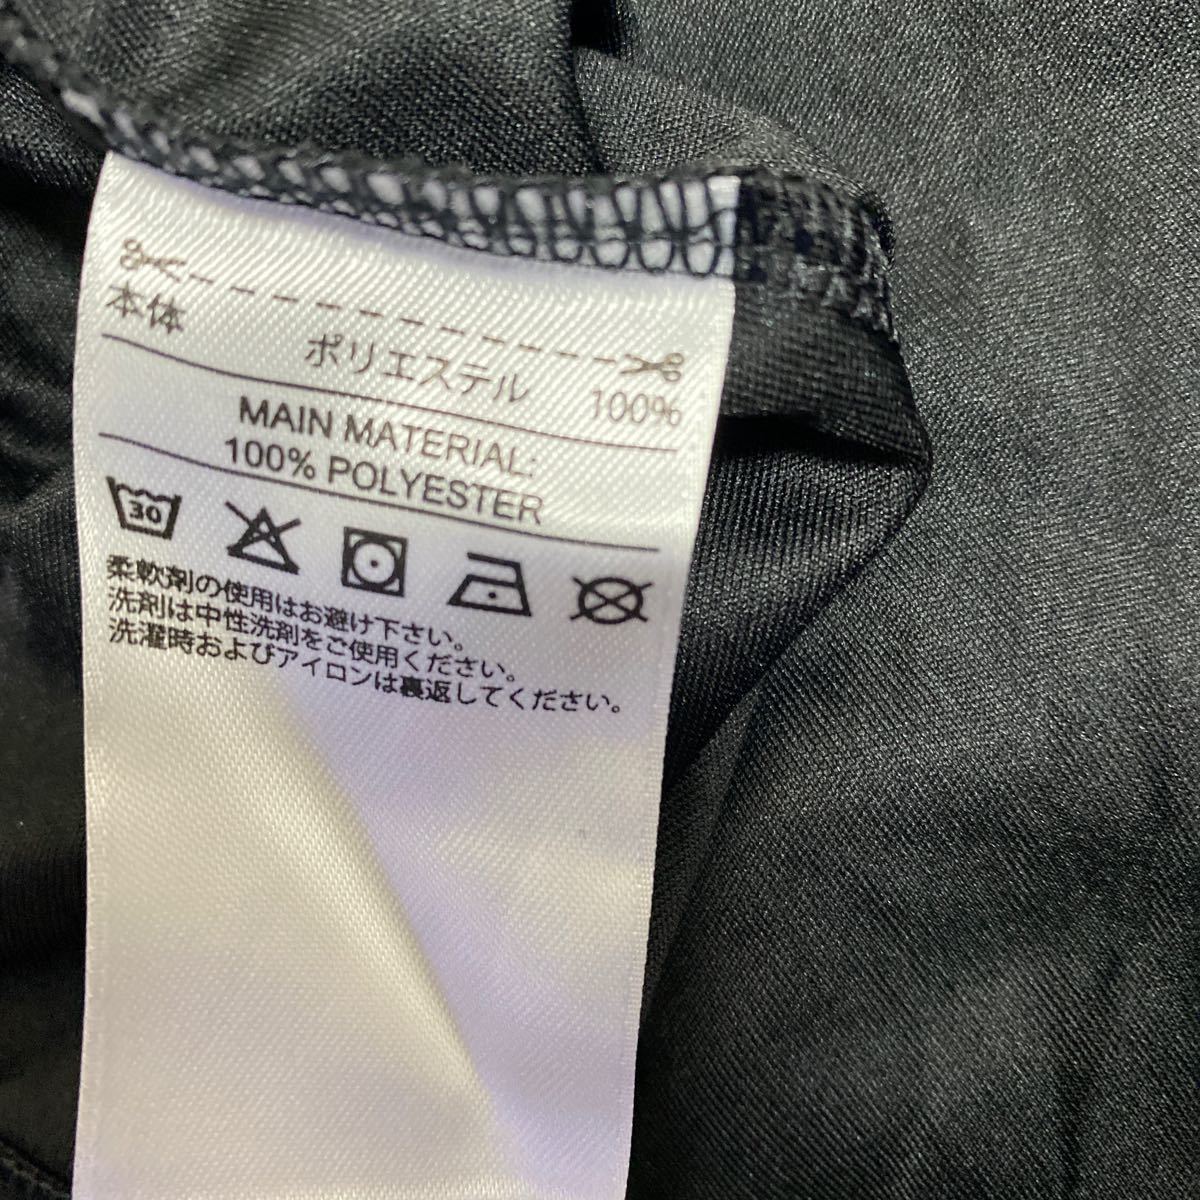 本体 ポリエステル 100%
MAIN MATERIAL:
100% POLYESTER
30
柔軟剤の使用はお避け下さい。
洗剤は中性洗剤をご使用ください。
洗濯時およびアイロンは裏返してください。